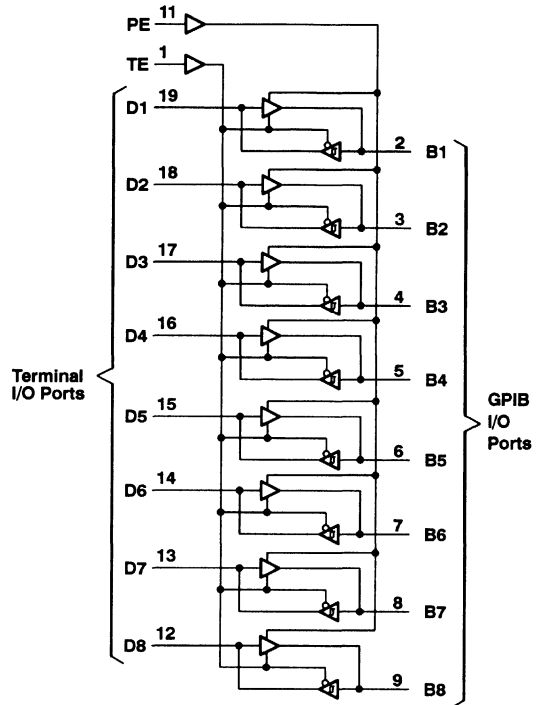 PE 11
TE 1
D1 19
2 B1
D2 18
3 B2
D3 17
4 B3
D4 16
5 B4
Terminal
I/O Ports
D5 15
6 B5
GPIB
I/O
Ports
D6 14
7 B6
D7 13
8 B7
D8 12
9 B8